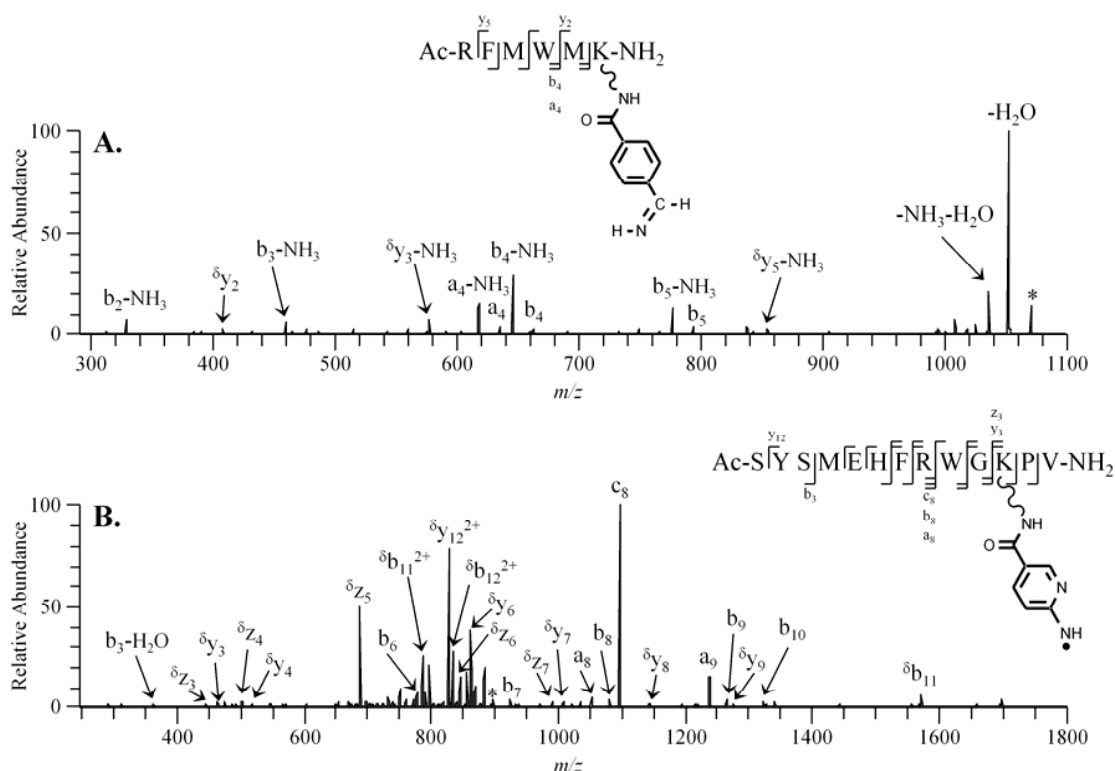 y5 y2
Ac-RFMWMK-NH2
b4
a4
NH
O
C - H
H - N
A.
Relative Abundance
100
50
0
b2-NH3
δy2
b3-NH3
δy3-NH3
a4-NH3
a4
b4-NH3
b4
b5-NH3
b5
δy5-NH3
-NH3-H2O
-H2O
*
300 400 500 600 700 800 900 1000 1100
m/z
z3
y12 y3
Ac-SYSMEHFRWGKPV-NH2
b3 c8
b8
a8
NH
O
N
NH
•
B.
Relative Abundance
100
50
0
b3-H2O
δz3
δy3
δz4
δy4
δz5
b6
δb11 2+
δy12 2+
δb12 2+
δy6
δz6
*
b7
δz7
δy7
a8
b8
c8
δy8
a9
b9
δy9
b10
δb11
400 600 800 1000 1200 1400 1600 1800
m/z